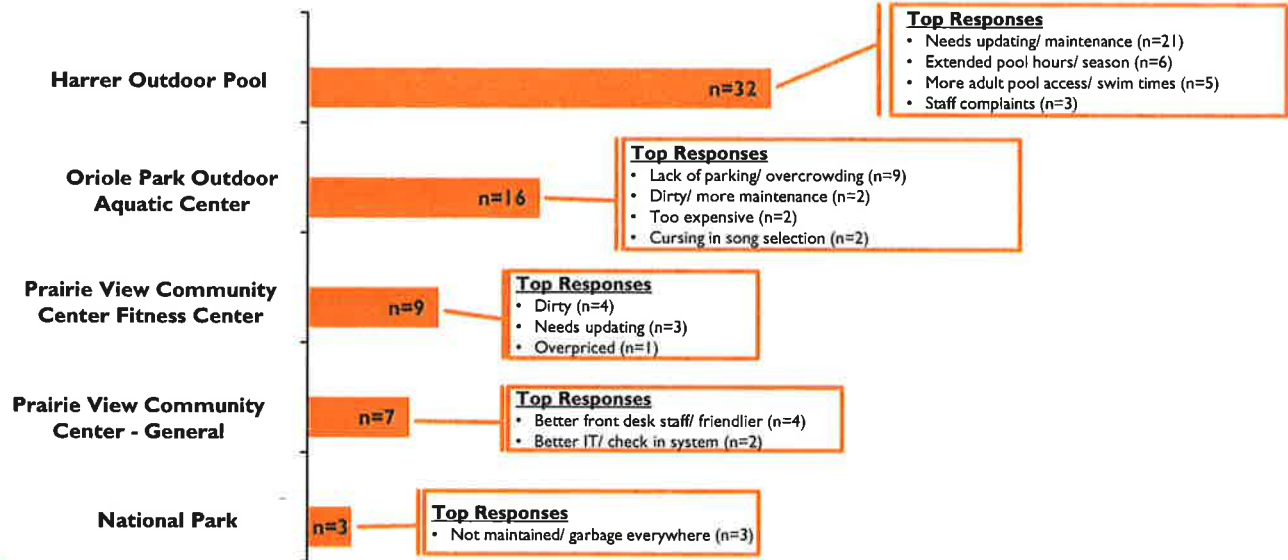 Harrer Outdoor Pool
n=32
Top Responses
• Needs updating/ maintenance (n=21)
• Extended pool hours/ season (n=6)
• More adult pool access/ swim times (n=5)
• Staff complaints (n=3)
Oriole Park Outdoor
Aquatic Center
n=16
Top Responses
• Lack of parking/ overcrowding (n=9)
• Dirty/ more maintenance (n=2)
• Too expensive (n=2)
• Cursing in song selection (n=2)
Prairie View Community
Center Fitness Center
n=9
Top Responses
• Dirty (n=4)
• Needs updating (n=3)
• Overpriced (n=1)
Prairie View Community
Center - General
n=7
Top Responses
• Better front desk staff/ friendlier (n=4)
• Better IT/ check in system (n=2)
National Park
n=3
Top Responses
• Not maintained/ garbage everywhere (n=3)